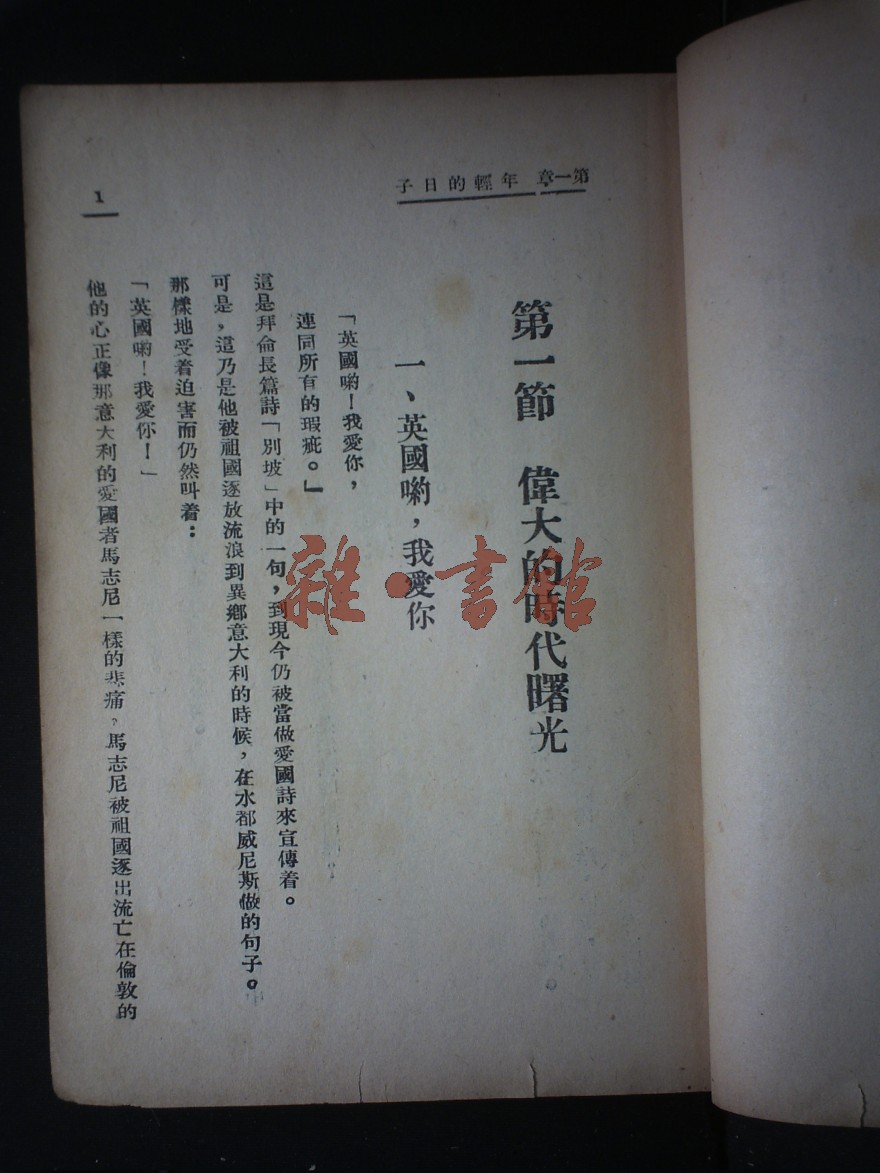 第一章 年輕的日子
第一節 偉大的時代曙光
一、英國喲，我愛你
「英國喲！我愛你，
連同所有的瑕疵。」
這是拜倫長篇詩「別坡」中的一句，到現今仍被當做愛國詩來宣傳着。
可是，這乃是他被祖國逐放流浪到異鄉意大利的時候，在水都威尼斯做的句子。
那樣地受着迫害而仍然叫着：
「英國喲！我愛你！」
他的心正像那意大利的愛國者馬志尼一樣的悲痛，馬志尼被祖國逐出流亡在倫敦的
1
雜·書館